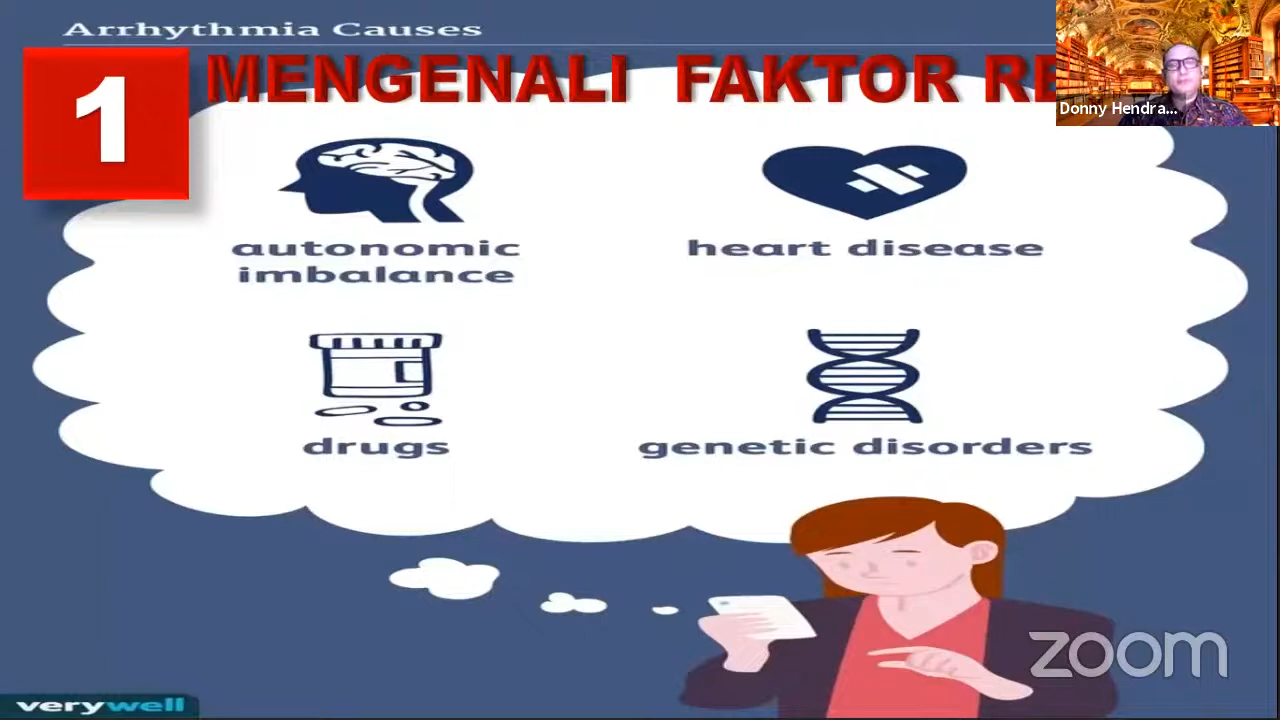 Arrhythmia Causes
1
MENGENALI FAKTOR RE
Donny Hendra...
autonomic
imbalance
heart disease
drugs
genetic disorders
zoom
verywell